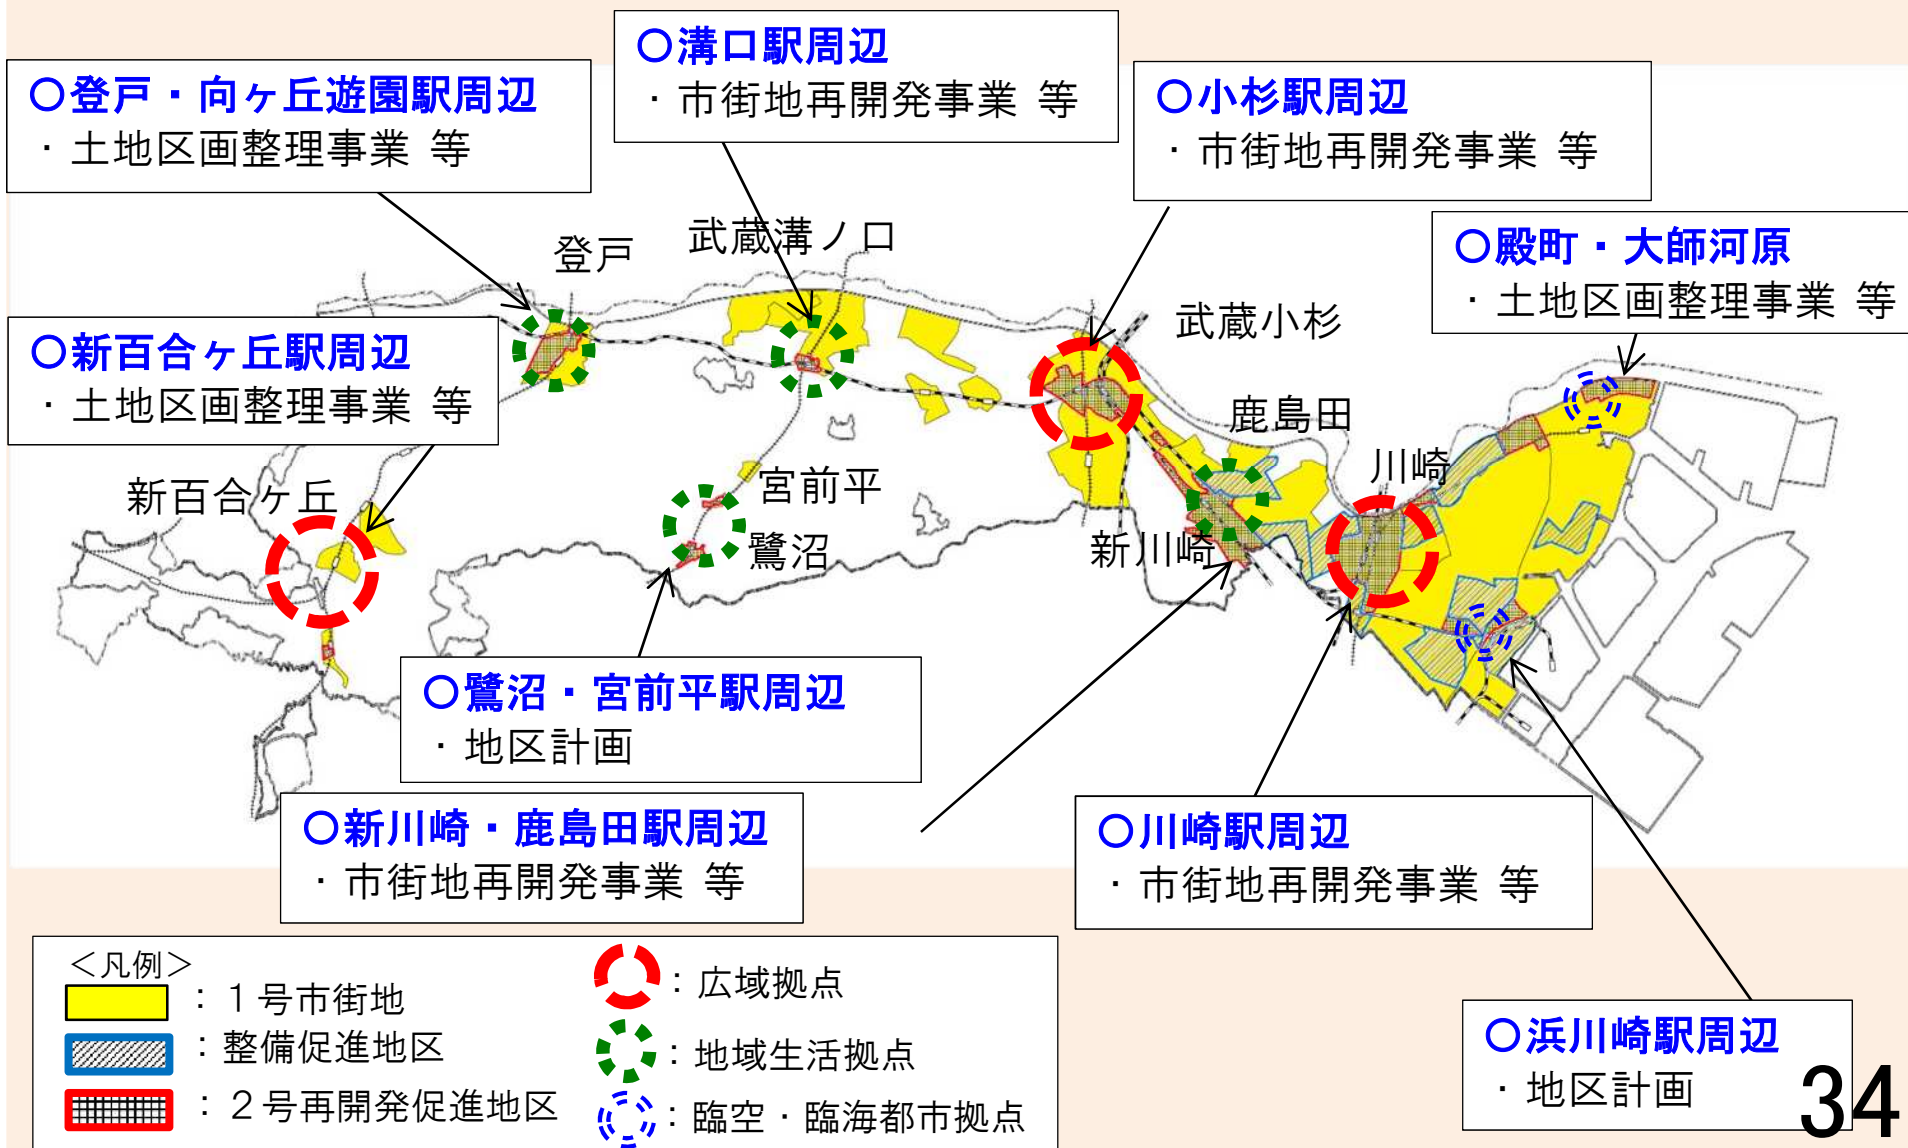 ○溝口駅周辺
・市街地再開発事業 等
○登戸・向ヶ丘遊園駅周辺
・土地区画整理事業 等
○小杉駅周辺
・市街地再開発事業 等
○殿町・大師河原
・土地区画整理事業 等
登戸
武蔵溝ノ口
武蔵小杉
○新百合ヶ丘駅周辺
・土地区画整理事業 等
鹿島田
川崎
新百合ヶ丘
宮前平
鷺沼
新川崎
○鷺沼・宮前平駅周辺
・地区計画
○新川崎・鹿島田駅周辺
・市街地再開発事業 等
○川崎駅周辺
・市街地再開発事業 等
＜凡例＞
：１号市街地
：整備促進地区
：２号再開発促進地区
：広域拠点
：地域生活拠点
：臨空・臨海都市拠点
○浜川崎駅周辺
・地区計画
34